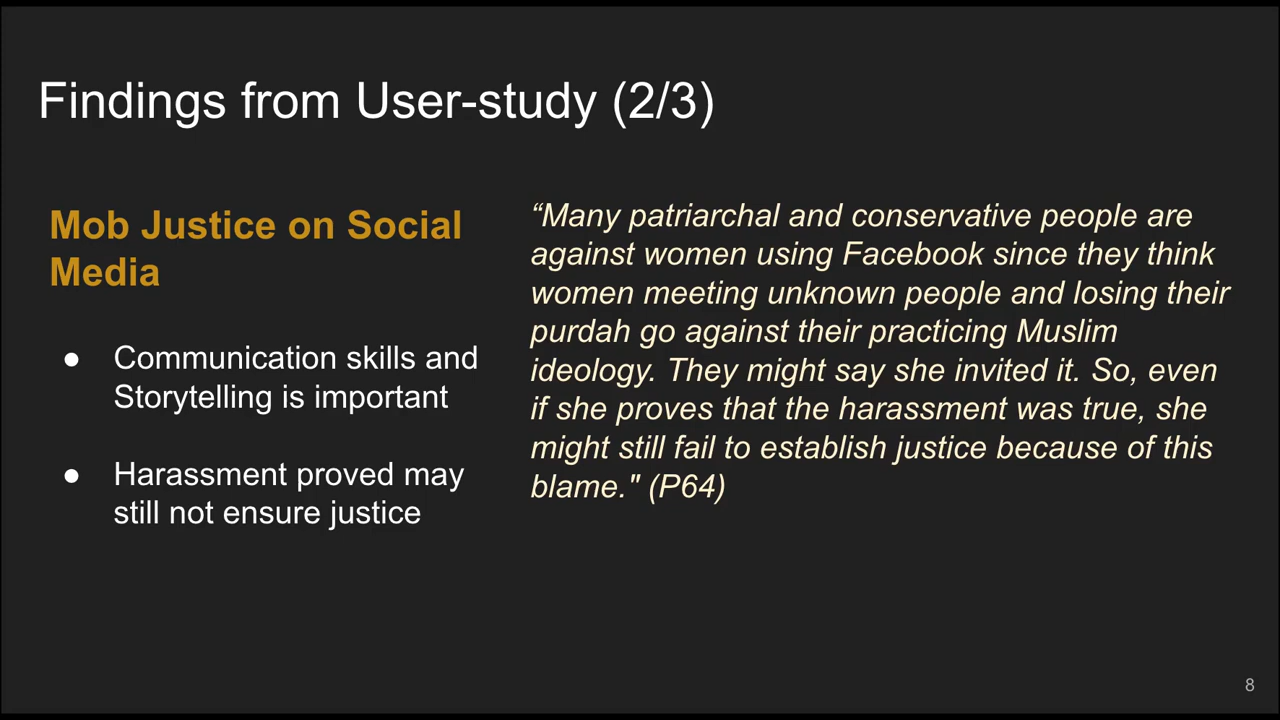 Findings from User-study (2/3)
Mob Justice on Social
Media
● Communication skills and
Storytelling is important
● Harassment proved may
still not ensure justice
“Many patriarchal and conservative people are
against women using Facebook since they think
women meeting unknown people and losing their
purdah go against their practicing Muslim
ideology. They might say she invited it. So, even
if she proves that the harassment was true, she
might still fail to establish justice because of this
blame." (P64)
8